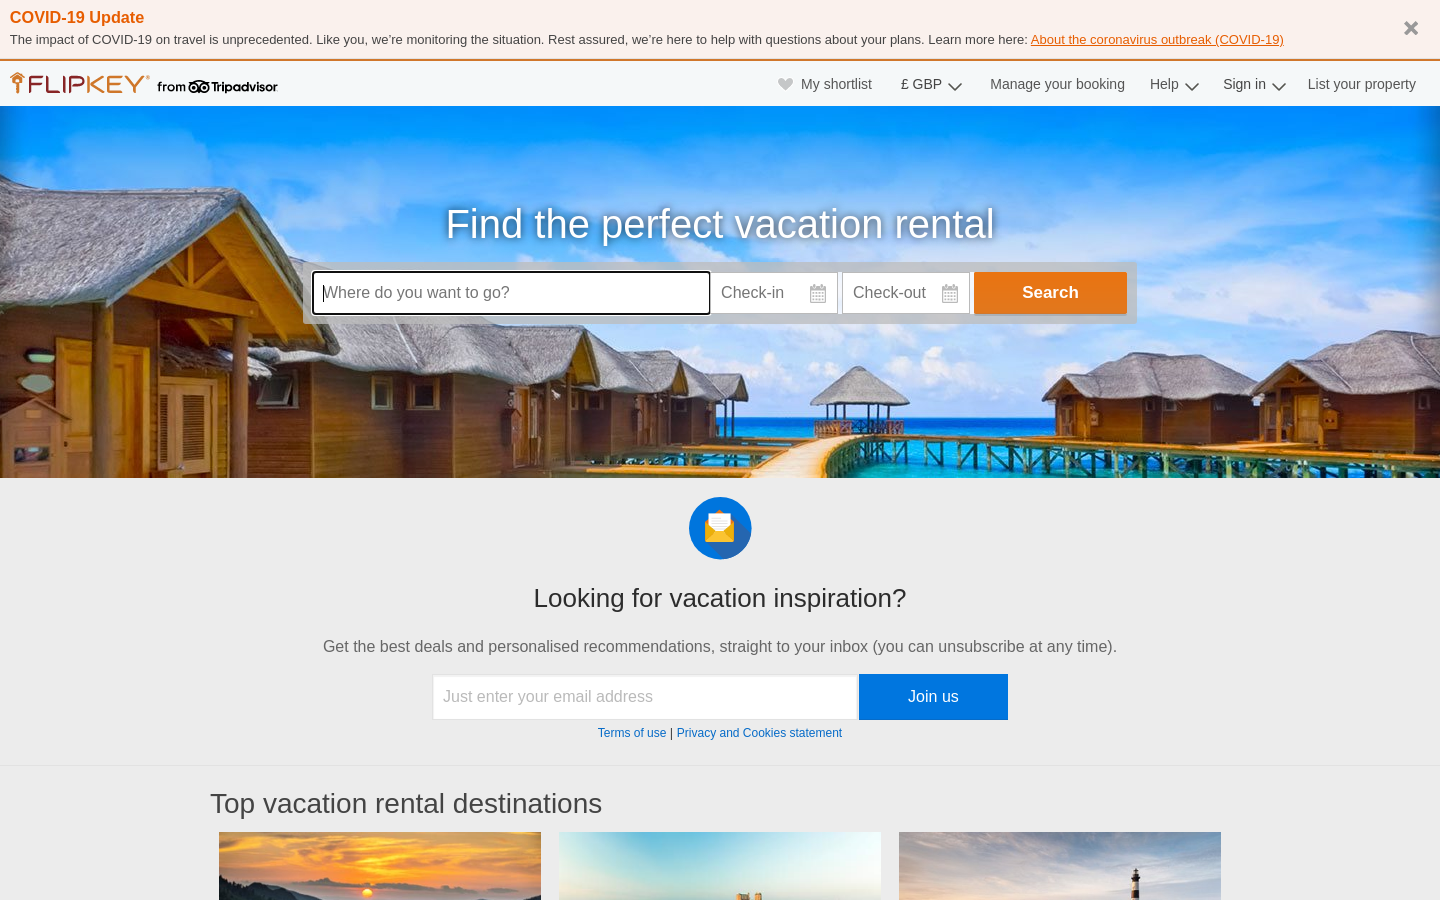 COVID-19 Update
The impact of COVID-19 on travel is unprecedented. Like you, we’re monitoring the situation. Rest assured, we’re here to help with questions about your plans. Learn more here: About the coronavirus outbreak (COVID-19)
FLIPKEY from Tripadvisor
My shortlist
£ GBP
Manage your booking
Help
Sign in
List your property
Find the perfect vacation rental
Where do you want to go?
Check-in
Check-out
Search
Looking for vacation inspiration?
Get the best deals and personalised recommendations, straight to your inbox (you can unsubscribe at any time).
Just enter your email address
Join us
Terms of use | Privacy and Cookies statement
Top vacation rental destinations